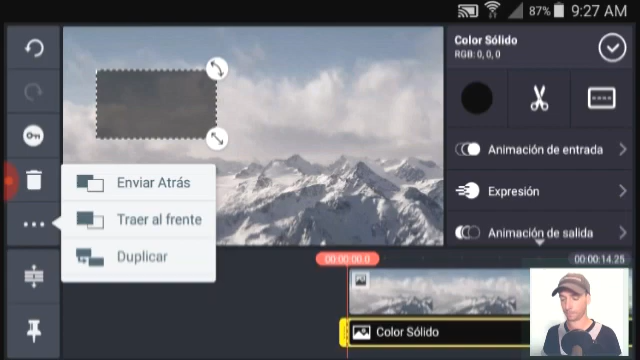 87% 9:27 AM
Color Sólido
RGB: 0, 0, 0
Enviar Atrás
Traer al frente
Duplicar
Animación de entrada
Expresión
Animación de salida
00:00:00.0
00:00:14.25
Color Sólido